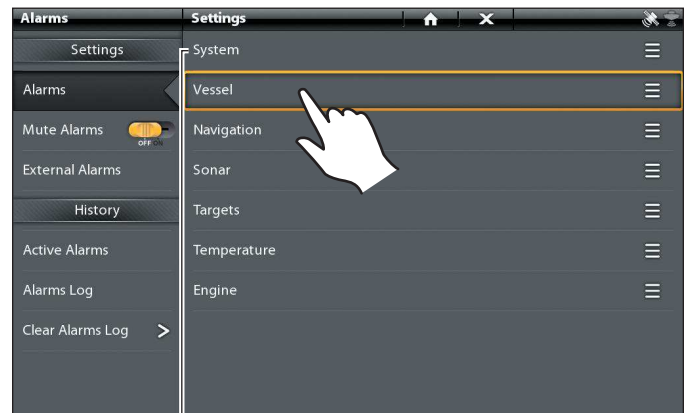 Alarms
Settings
Settings
Alarms
Mute Alarms
OFF ON
External Alarms
History
Active Alarms
Alarms Log
Clear Alarms Log
System
Vessel
Navigation
Sonar
Targets
Temperature
Engine